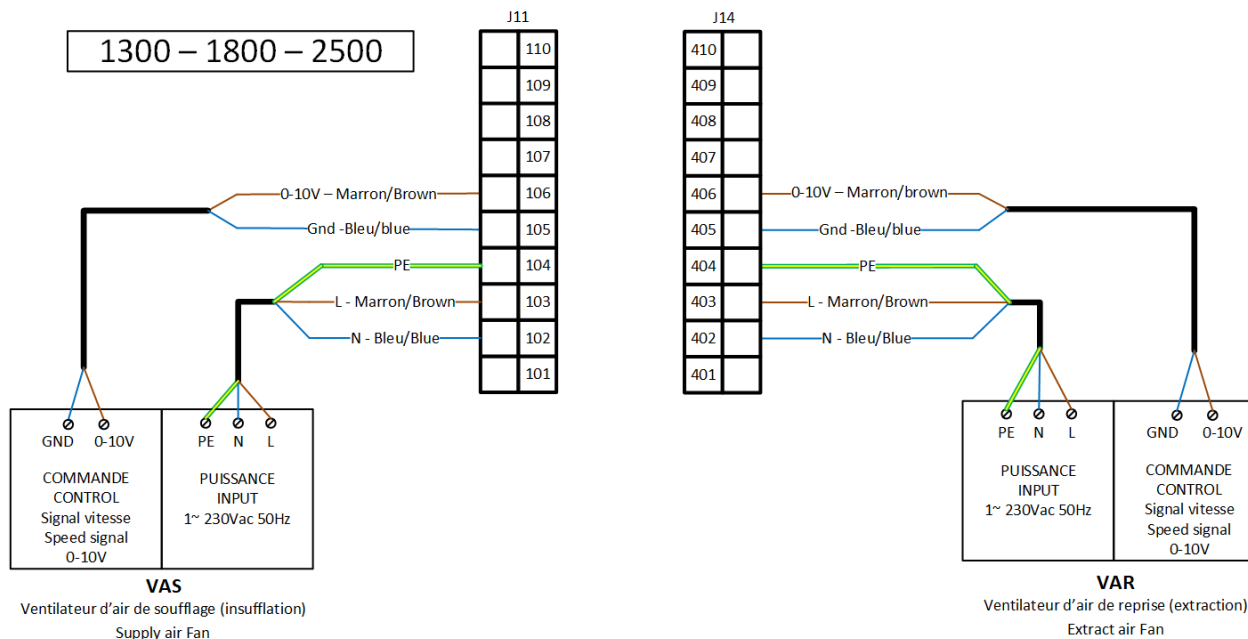 1300 – 1800 – 2500
J11
110
109
108
107
106
105
104
103
102
101
0-10V – Marron/Brown
Gnd -Bleu/blue
PE
L - Marron/Brown
N - Bleu/Blue
GND 0-10V
COMMANDE
CONTROL
Signal vitesse
Speed signal
0-10V
PE N L
PUISSANCE
INPUT
1~ 230Vac 50Hz
VAS
Ventilateur d’air de soufflage (insufflation)
Supply air Fan
J14
410
409
408
407
406
405
404
403
402
401
0-10V – Marron/brown
Gnd -Bleu/blue
PE
L - Marron/Brown
N - Bleu/Blue
PE N L
PUISSANCE
INPUT
1~ 230Vac 50Hz
GND 0-10V
COMMANDE
CONTROL
Signal vitesse
Speed signal
0-10V
VAR
Ventilateur d’air de reprise (extraction)
Extract air Fan